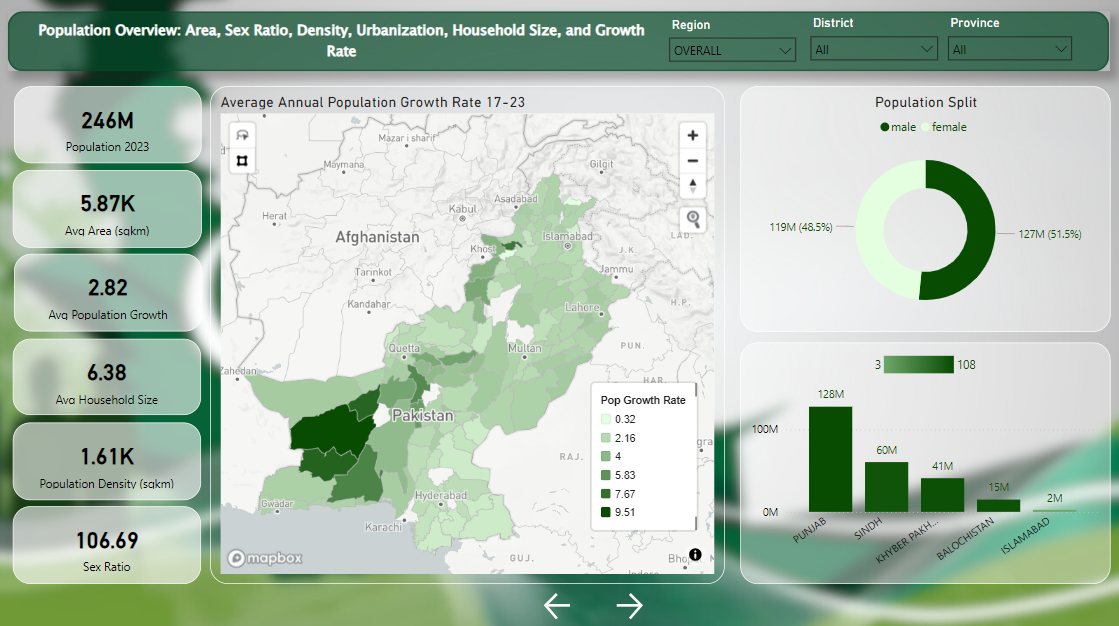 Population Overview: Area, Sex Ratio, Density, Urbanization, Household Size, and Growth
Rate
Region
OVERALL
District
All
Province
All
246M
Population 2023
5.87K
Avg Area (sqkm)
2.82
Avg Population Growth
6.38
Avg Household Size
1.61K
Population Density (sqkm)
106.69
Sex Ratio
Average Annual Population Growth Rate 17-23
Mazar i sharif
Maymana
Gilgit
Asadabad
Kabul
Herat
LAD.
Afghanistan
Islamabad
Khost
J.K.
Tarinkot
Jammu
Kandahar
H.P.
Lahore
PUN.
Quetta
Multan
Zahedan
HAR.
Pakistan
RAJ.
Gwadar
Hyderabad
Karachi
GUJ.
mapbox
Pop Growth Rate
0.32
2.16
4
5.83
7.67
9.51
Population Split
male
female
119M (48.5%)
127M (51.5%)
3
108
128M
100M
60M
41M
15M
2M
0M
PUNJAB
SINDH
KHYBER PAKH...
BALOCHISTAN
ISLAMABAD